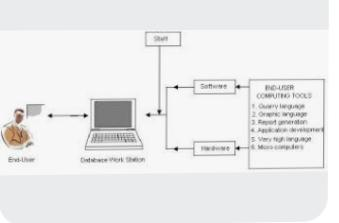 Staff
Software
Hardware
End-User
Database Work Station
END-USER
COMPUTING TOOLS
1. Quarry language
2. Graphic language
3. Report generation
4. Application development
5. Very high language
6. Micro computers